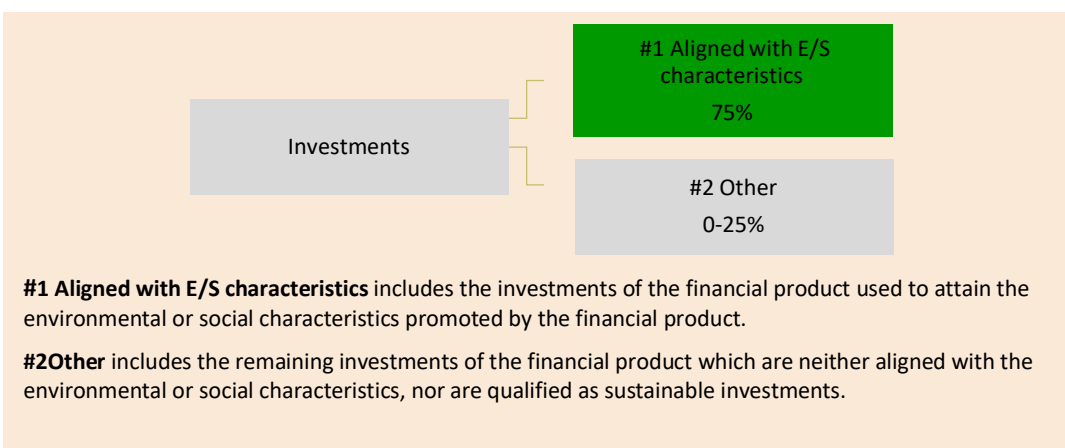 #1 Aligned with E/S
characteristics
75%
Investments
#2 Other
0-25%
#1 Aligned with E/S characteristics includes the investments of the financial product used to attain the
environmental or social characteristics promoted by the financial product.
#2Other includes the remaining investments of the financial product which are neither aligned with the
environmental or social characteristics, nor are qualified as sustainable investments.